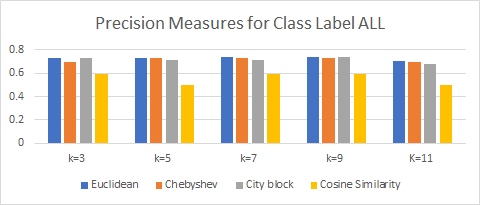 Precision Measures for Class Label ALL
0.8
0.6
0.4
0.2
0
k=3 k=5 k=7 k=9 K=11
Euclidean Chebyshev City block Cosine Similarity